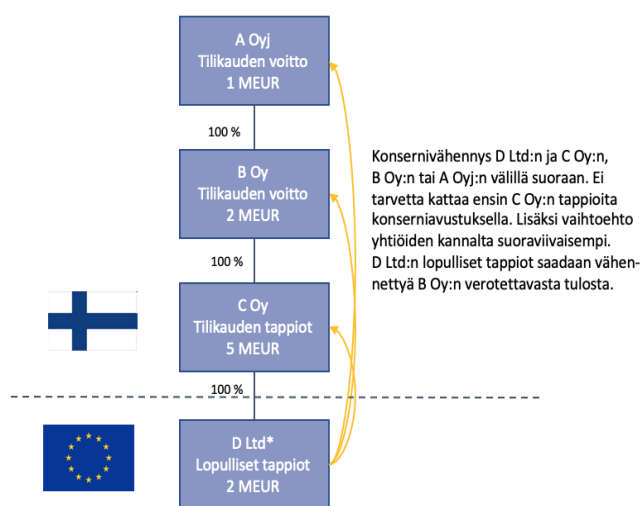 A Oyj
Tilikauden voitto
1 MEUR
100 %
B Oy
Tilikauden voitto
2 MEUR
100 %
C Oy
Tilikauden tappiot
5 MEUR
100 %
D Ltd*
Lopulliset tappiot
2 MEUR
Konsernivähennys D Ltd:n ja C Oy:n,
B Oy:n tai A Oyj:n välillä suoraan. Ei
tarvetta kattaa ensin C Oy:n tappioita
konserniavustuksella. Lisäksi vaihtoehto
yhtiöiden kannalta suoraviivaisempi.
D Ltd:n lopulliset tappiot saadaan vähen-
nettyä B Oy:n verotettavasta tulosta.